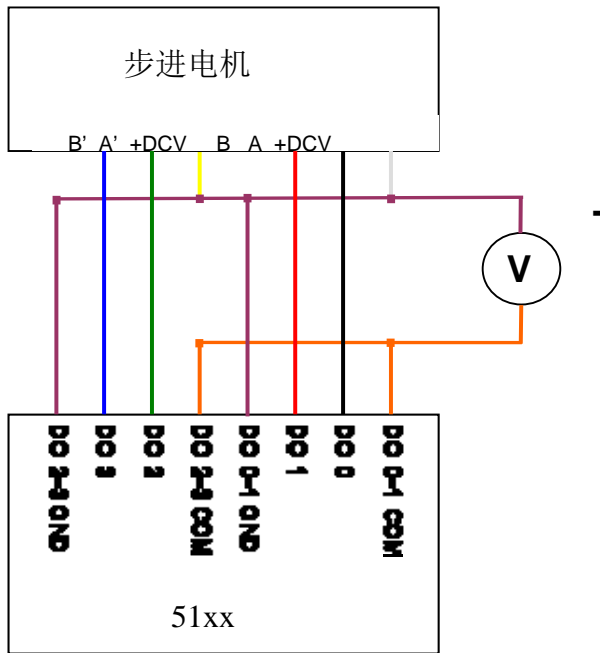 步进电机
B' A' +DCV B A +DCV
V
DO 2-3 GND
DO 3
DO 2
DO 2-3 COM
DO 0-1 GND
DO 1
DO 0
DO 0-1 COM
51xx